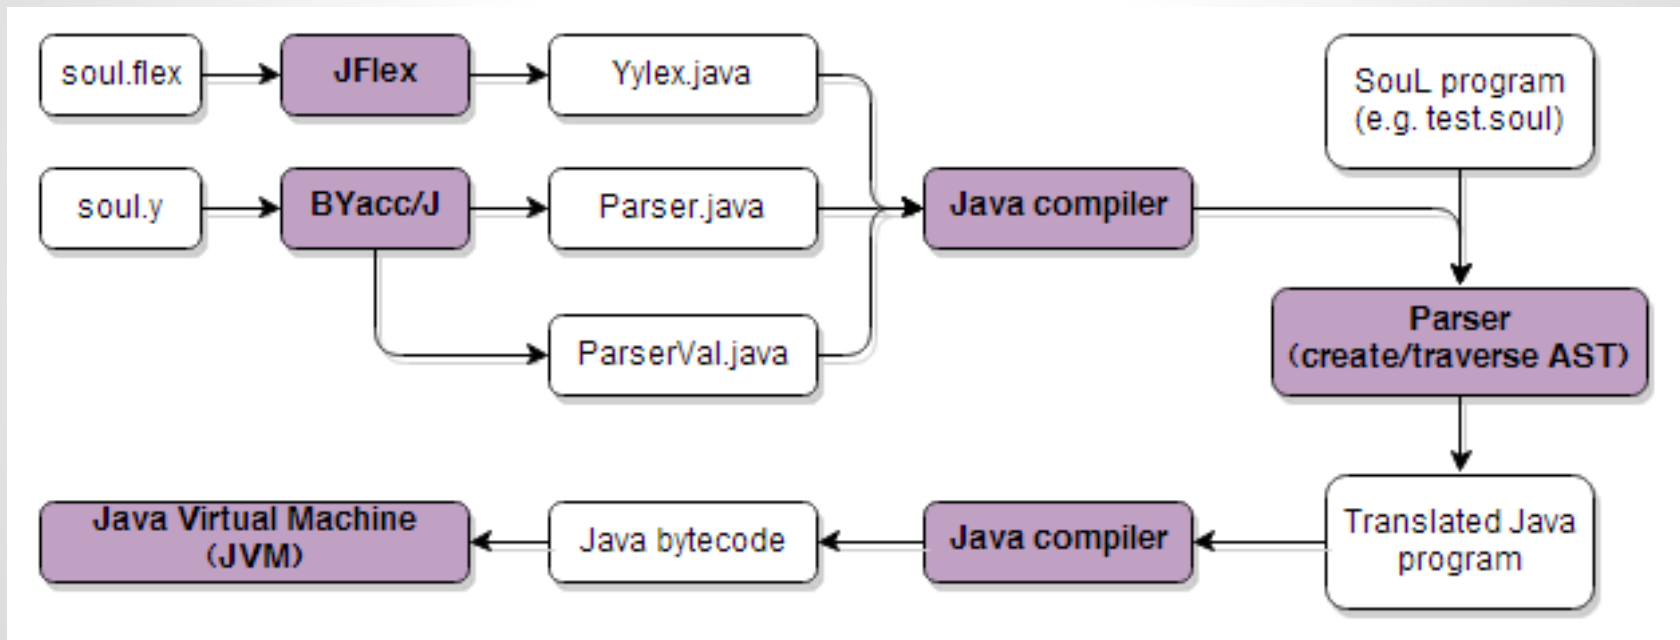 soul.flex
JFlex
Yylex.java
SouL program
(e.g. test.soul)
soul.y
BYacc/J
Parser.java
Java compiler
ParserVal.java
Parser
(create/traverse AST)
Java Virtual Machine
(JVM)
Java bytecode
Java compiler
Translated Java
program